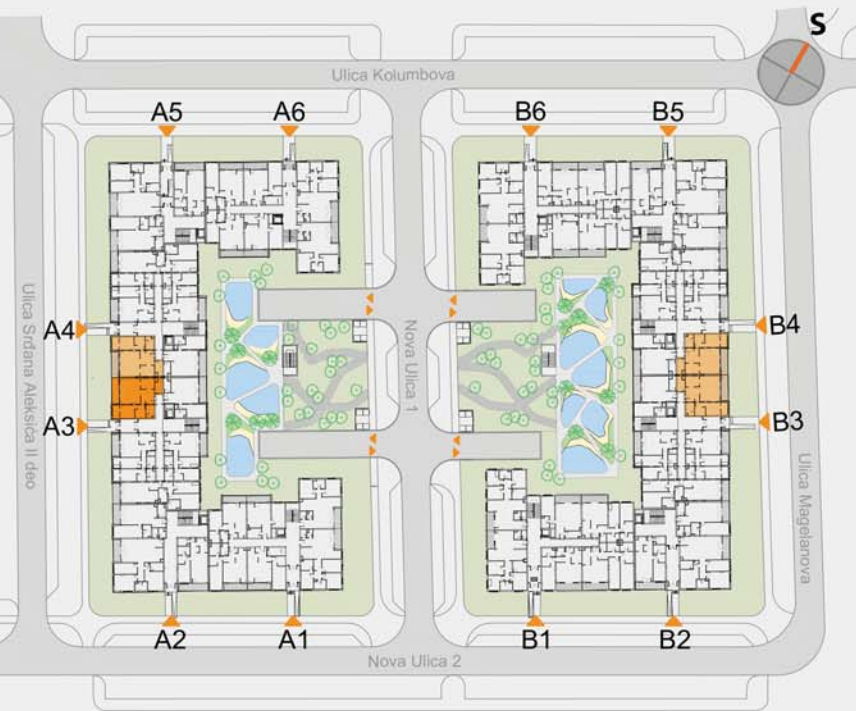 S
Ulica Kolumbova
A5
A6
B6
B5
Ulica Srđana Aleksića II deo
A4
A3
Nova Ulica 1
B4
B3
Ulica Magelanova
A2
A1
B1
B2
Nova Ulica 2